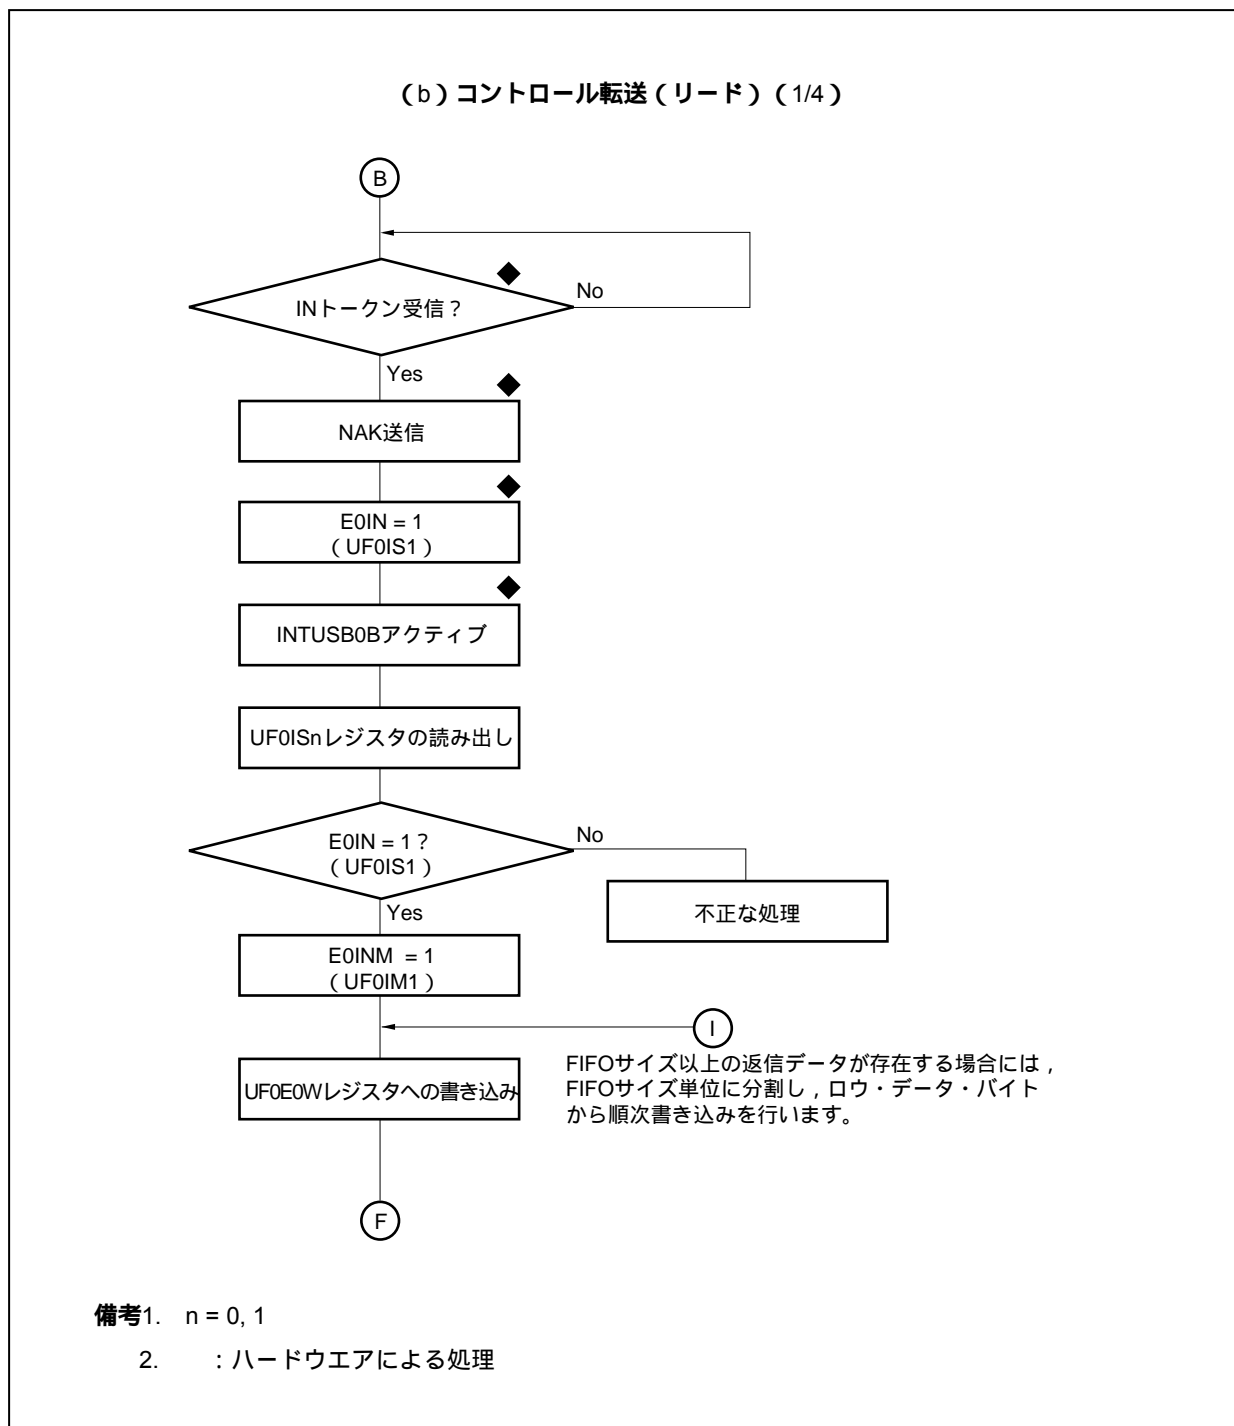 （b）コントロール転送（リード）（1/4）
B
INトークン受信？
No
Yes
NAK送信
E0IN = 1
（UF0IS1）
INTUSB0Bアクティブ
UF0ISnレジスタの読み出し
E0IN = 1？
（UF0IS1）
No
不正な処理
Yes
E0INM = 1
（UF0IM1）
I
FIFOサイズ以上の返信データが存在する場合には，
FIFOサイズ単位に分割し，ロウ・データ・バイト
から順次書き込みを行います。
UF0E0Wレジスタへの書き込み
F
備考1. n = 0, 1
2. ：ハードウエアによる処理